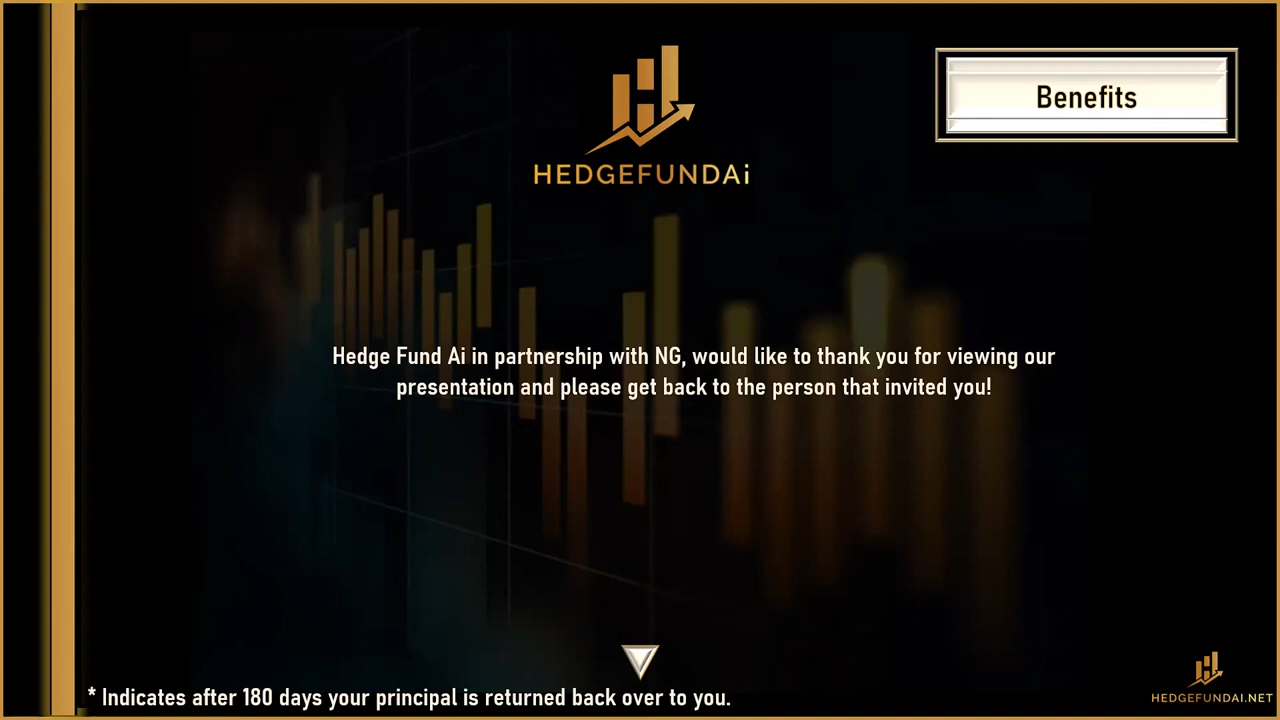 HEDGEFUNDAi
Benefits
Hedge Fund Ai in partnership with NG, would like to thank you for viewing our
presentation and please get back to the person that invited you!
* Indicates after 180 days your principal is returned back over to you.
HEDGEFUNDAI.NET